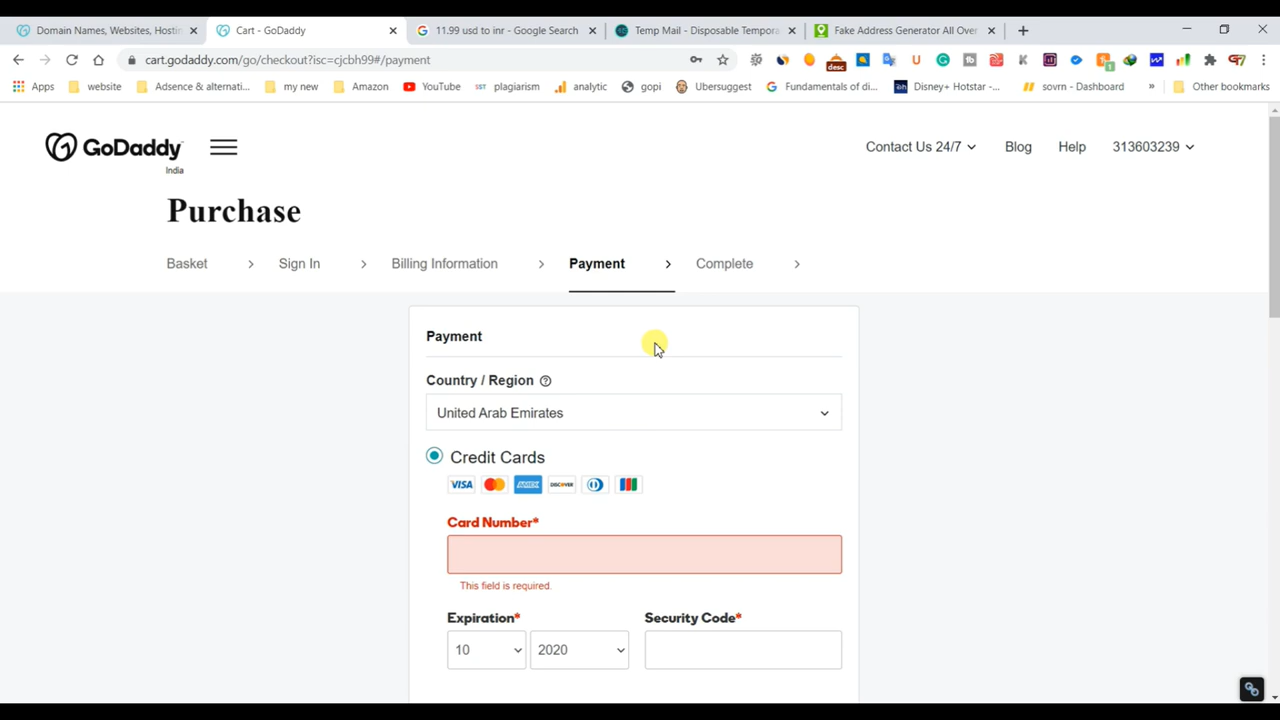 Domain Names, Websites, Hostin
Cart - GoDaddy
11.99 usd to inr - Google Search
Temp Mail - Disposable Tempora
Fake Address Generator All Over
cart.godaddy.com/go/checkout?isc=cjcbh99#/payment
Apps
website
Adsence & alternati...
my new
Amazon
YouTube
SST
plagiarism
analytic
gopi
Ubersuggest
Fundamentals of di...
Disney+ Hotstar -...
sovrn - Dashboard
»
Other bookmarks
GoDaddy
India
Contact Us 24/7
Blog
Help
313603239
Purchase
Basket
Sign In
Billing Information
Payment
Complete
Payment
Country / Region
United Arab Emirates
Credit Cards
VISA
DISCOVER
Card Number*
This field is required.
Expiration*
Security Code*
10
2020